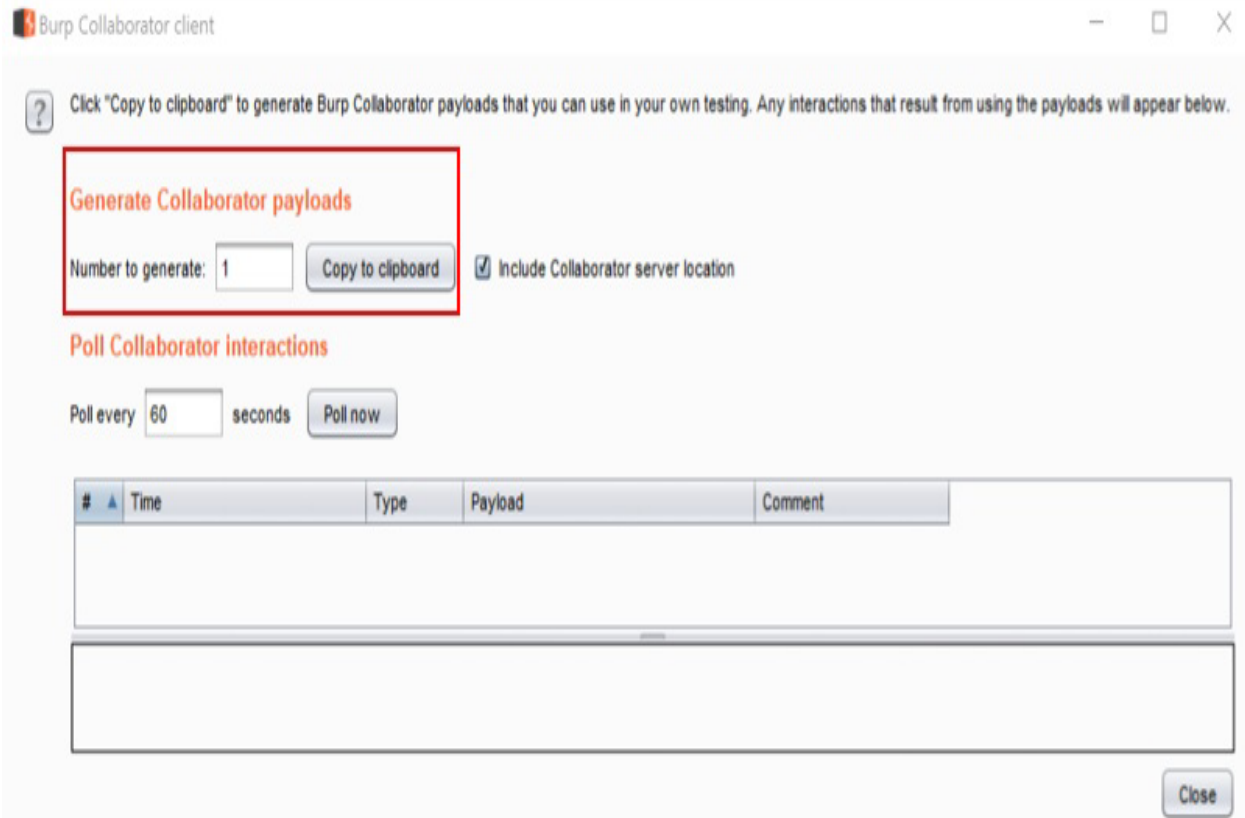 Burp Collaborator client
Click "Copy to clipboard" to generate Burp Collaborator payloads that you can use in your own testing. Any interactions that result from using the payloads will appear below.
Generate Collaborator payloads
Number to generate: 1 Copy to clipboard Include Collaborator server location
Poll Collaborator interactions
Poll every 60 seconds Poll now
# Time Type Payload Comment
Close